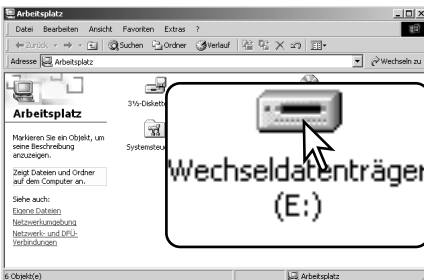 Arbeitsplatz
Datei Bearbeiten Ansicht Favoriten Extras ?
Zurück Suchen Ordner Verlauf
Adresse Arbeitsplatz Wechseln zu
Arbeitsplatz
Markieren Sie ein Objekt, um
seine Beschreibung
anzuzeigen.
Zeigt Dateien und Ordner
auf dem Computer an.
Siehe auch:
Eigene Dateien
Netzwerkumgebung
Netzwerk- und DFÜ-
Verbindungen
3½-Diskette
Systemsteue
Wechseldatenträger
(E:)
6 Objekt(e) Arbeitsplatz